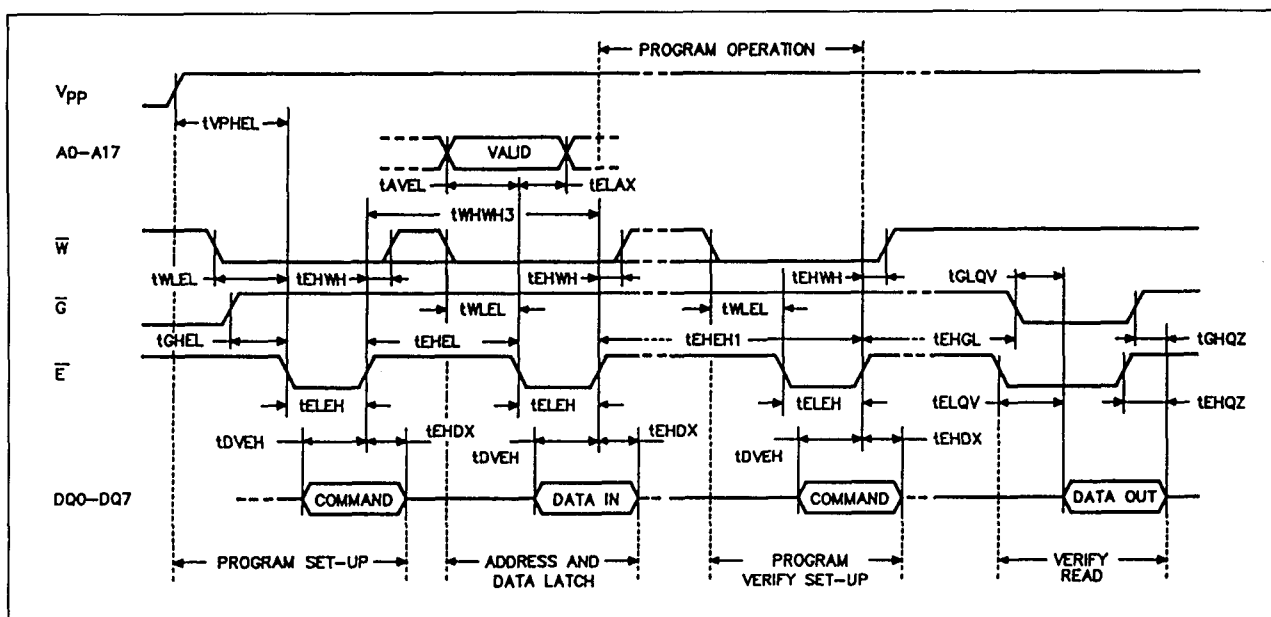 PROGRAM OPERATION
VPP
tVPHEL
A0-A17
VALID
tAVEL
tELAX
tWHWH3
W
tWLEL
tEHWH
tEHWH
tEHWH
tGLQV
G
tWLEL
tWLEL
tGHEL
tEHEL
tEHEH1
tEHGL
tGHQZ
E
tELEH
tELEH
tELEH
tELQV
tEHQZ
tDVEH
tEHDX
tDVEH
tEHDX
tDVEH
tEHDX
DQ0-DQ7
COMMAND
DATA IN
COMMAND
DATA OUT
PROGRAM SET-UP
ADDRESS AND
DATA LATCH
PROGRAM
VERIFY SET-UP
VERIFY
READ